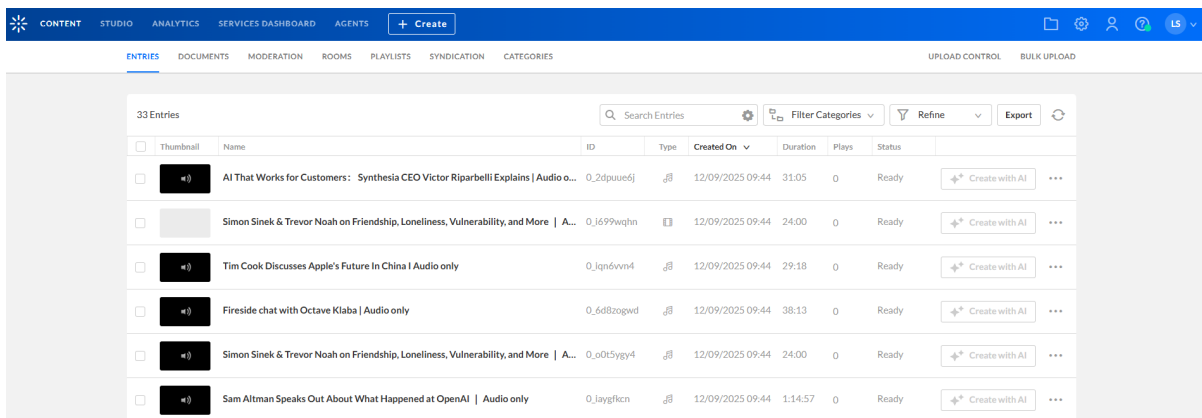 CONTENT STUDIO ANALYTICS SERVICES DASHBOARD AGENTS + Create LS
ENTRIES DOCUMENTS MODERATION ROOMS PLAYLISTS SYNDICATION CATEGORIES UPLOAD CONTROL BULK UPLOAD
33 Entries Search Entries Filter Categories Refine Export
Thumbnail Name ID Type Created On Duration Plays Status
AI That Works for Customers: Synthesia CEO Victor Riparbelli Explains | Audio o... 0_2dpuue6j 12/09/2025 09:44 31:05 0 Ready Create with AI
Simon Sinek & Trevor Noah on Friendship, Loneliness, Vulnerability, and More | A... 0_i699wqhn 12/09/2025 09:44 24:00 0 Ready Create with AI
Tim Cook Discusses Apple's Future In China I Audio only 0_iqn6vvn4 12/09/2025 09:44 29:18 0 Ready Create with AI
Fireside chat with Octave Klaba | Audio only 0_6d8zogwd 12/09/2025 09:44 38:13 0 Ready Create with AI
Simon Sinek & Trevor Noah on Friendship, Loneliness, Vulnerability, and More | A... 0_o0t5ygy4 12/09/2025 09:44 24:00 0 Ready Create with AI
Sam Altman Speaks Out About What Happened at OpenAI | Audio only 0_iaygfkcn 12/09/2025 09:44 1:14:57 0 Ready Create with AI